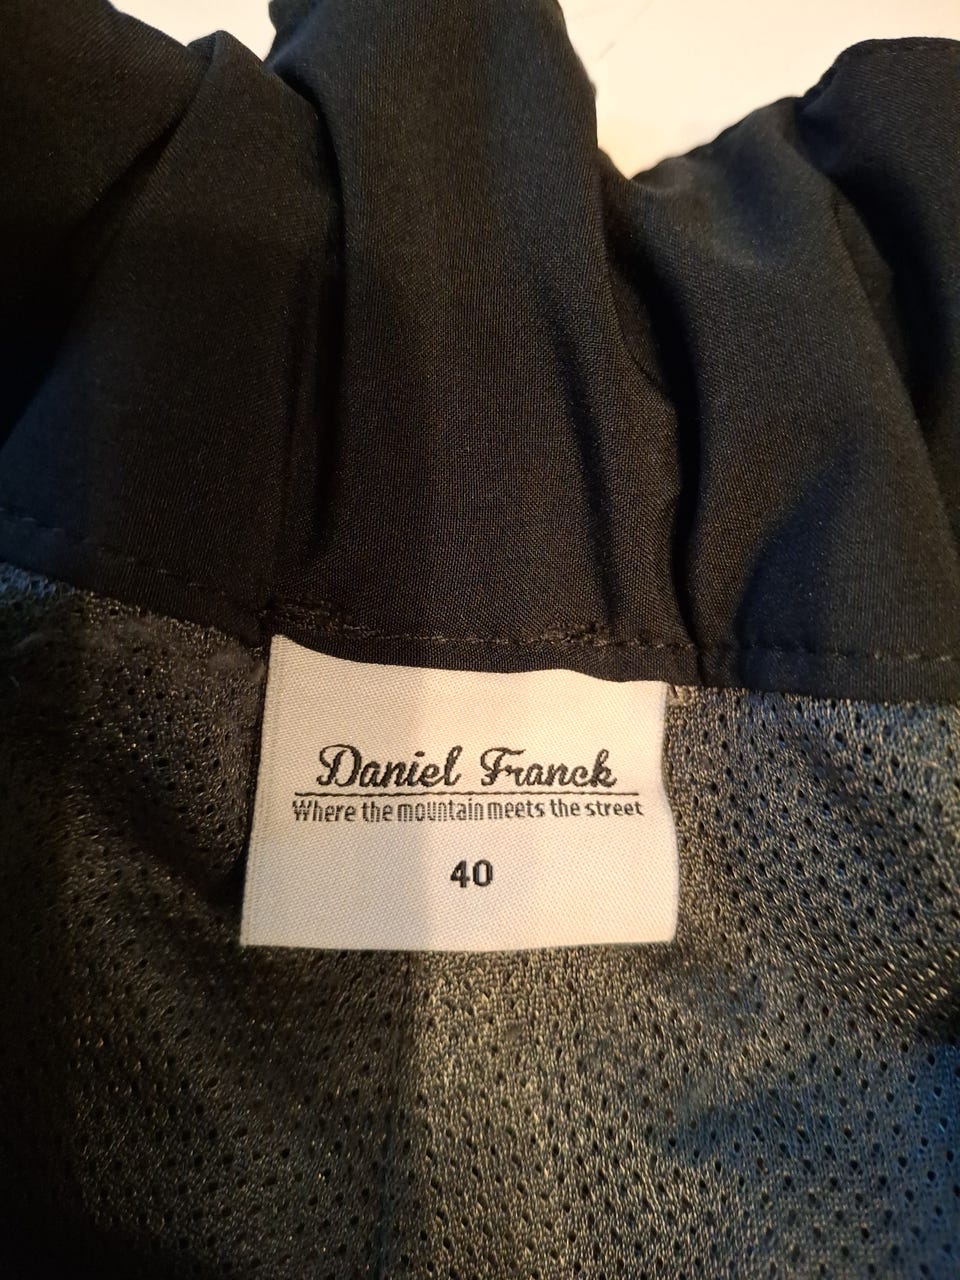 Daniel Franck
Where the mountain meets the street
40